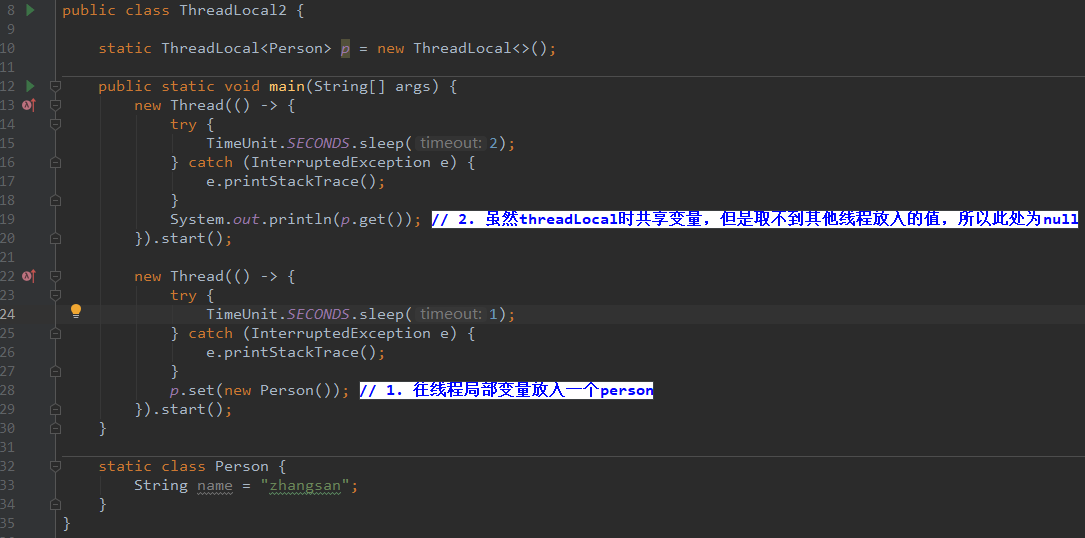 8 public class ThreadLocal2 {
9
10 static ThreadLocal<Person> p = new ThreadLocal<>();
11
12 public static void main(String[] args) {
13 new Thread(() -> {
14 try {
15 TimeUnit.SECONDS.sleep( timeout: 2);
16 } catch (InterruptedException e) {
17 e.printStackTrace();
18 }
19 System.out.println(p.get()); // 2. 虽然threadLocal时共享变量，但是取不到其他线程放入的值，所以此处为null
20 }).start();
21
22 new Thread(() -> {
23 try {
24 TimeUnit.SECONDS.sleep( timeout: 1);
25 } catch (InterruptedException e) {
26 e.printStackTrace();
27 }
28 p.set(new Person()); // 1. 往线程局部变量放入一个person
29 }).start();
30 }
31
32 static class Person {
33 String name = "zhangsan";
34 }
35 }